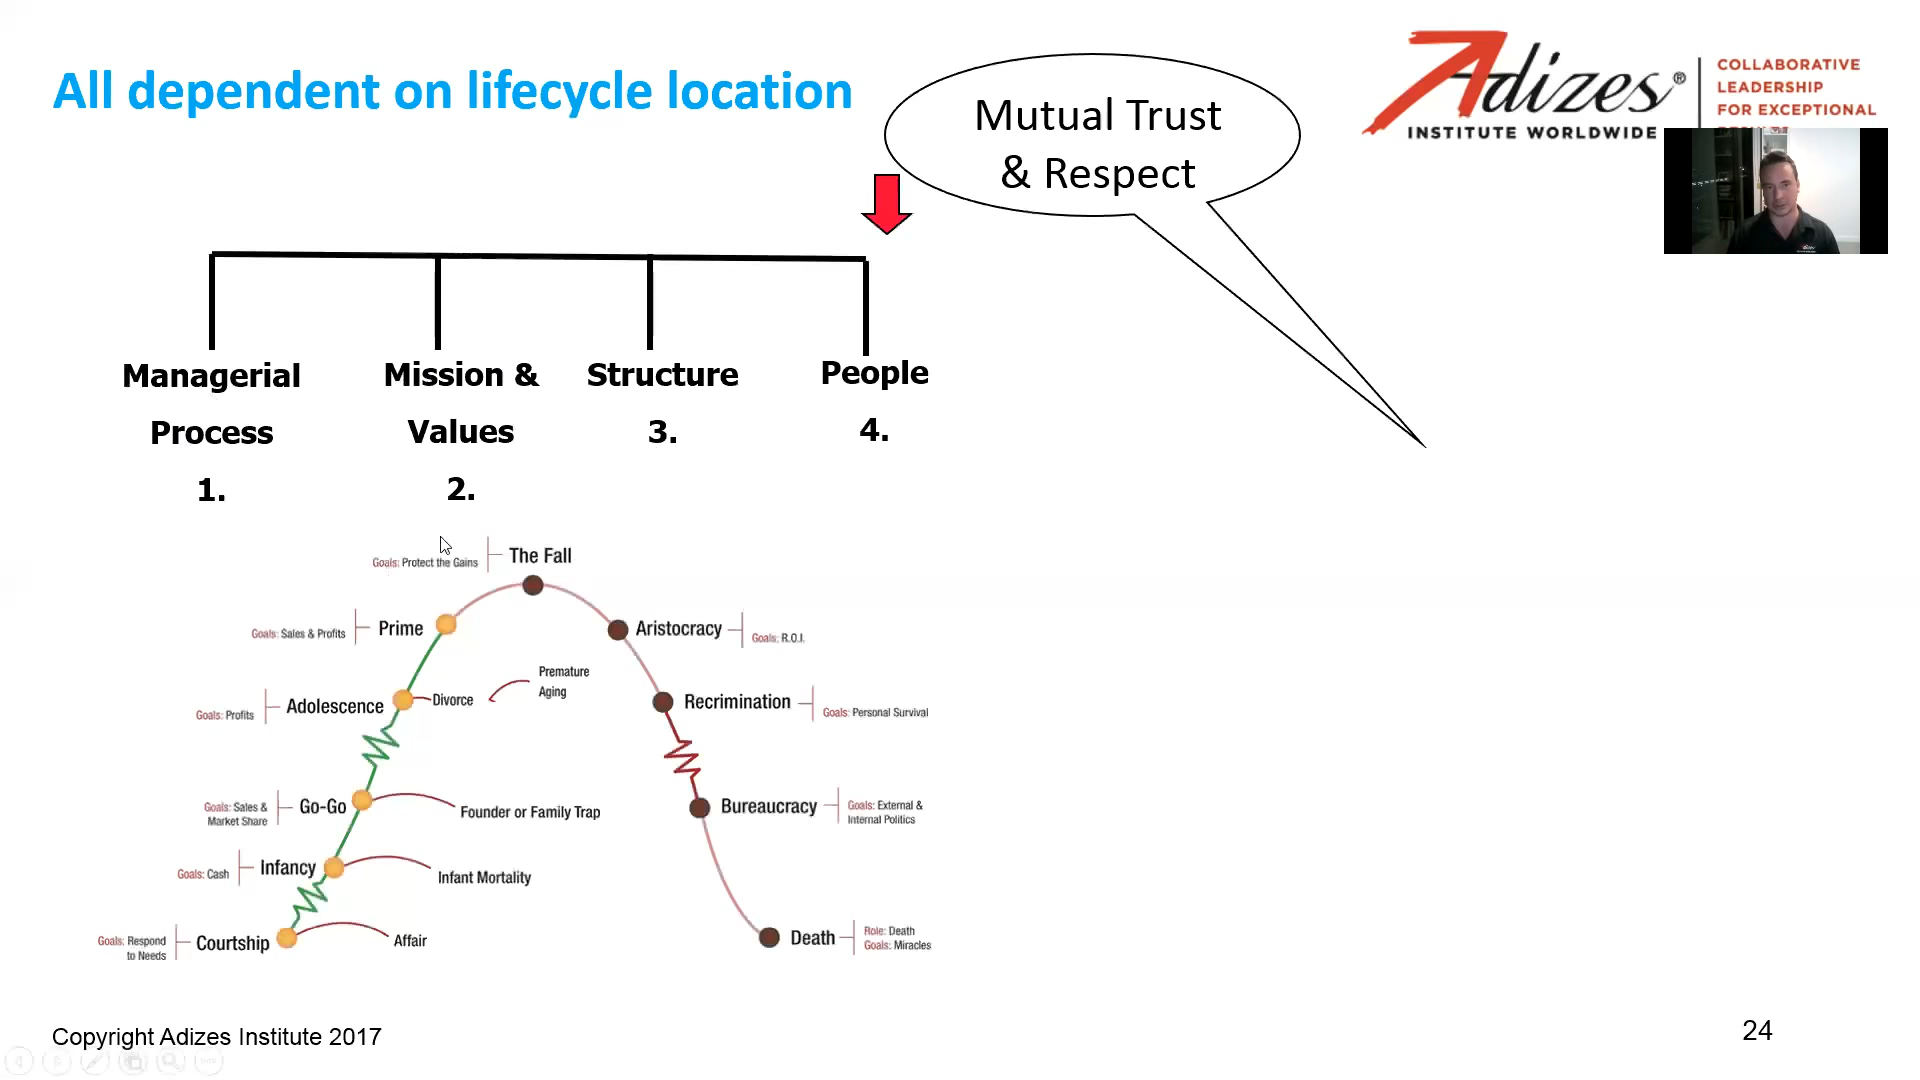 All dependent on lifecycle location
Mutual Trust
& Respect
Adizes®
INSTITUTE WORLDWIDE
COLLABORATIVE
LEADERSHIP
FOR EXCEPTIONAL
Managerial
Process
1.
Mission &
Values
2.
Structure
3.
People
4.
Goals: Protect the Gains
The Fall
Goals: Sales & Profits
Prime
Aristocracy
Goals: R.O.I.
Premature
Aging
Goals: Profits
Adolescence
Divorce
Recrimination
Goals: Personal Survival
Goals: Sales &
Market Share
Go-Go
Founder or Family Trap
Bureaucracy
Goals: External &
Internal Politics
Goals: Cash
Infancy
Infant Mortality
Goals: Respond
to Needs
Courtship
Affair
Death
Role: Death
Goals: Miracles
Copyright Adizes Institute 2017
24